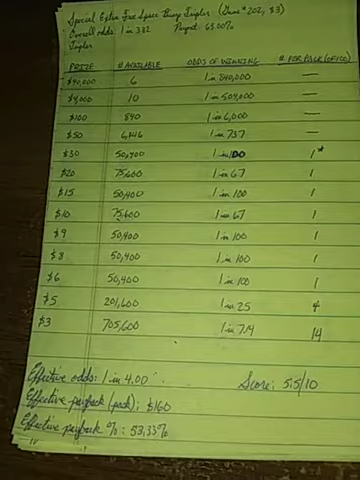 Special Extra Free Space Bingo Tripler (Game #202, $3)
Overall odds: 1 in 3.82 Payout: 65.00%
Tripler
PRIZE # AVAILABLE ODDS OF WINNING # PER PACK (OF 100)
$40,000 6 1 in 840,000 —
$4,000 10 1 in 504,000 —
$100 840 1 in 6,000 —
$50 6,846 1 in 737 —
$30 50,400 1 in 100 1*
$20 75,600 1 in 67 1
$15 50,400 1 in 100 1
$10 75,600 1 in 67 1
$9 50,400 1 in 100 1
$8 50,400 1 in 100 1
$6 50,400 1 in 100 1
$5 201,600 1 in 25 4
$3 705,600 1 in 7.14 14
Effective odds: 1 in 4.00 Score: 5.5/10
Effective payback (pack): $160
Effective payback %: 53.33%